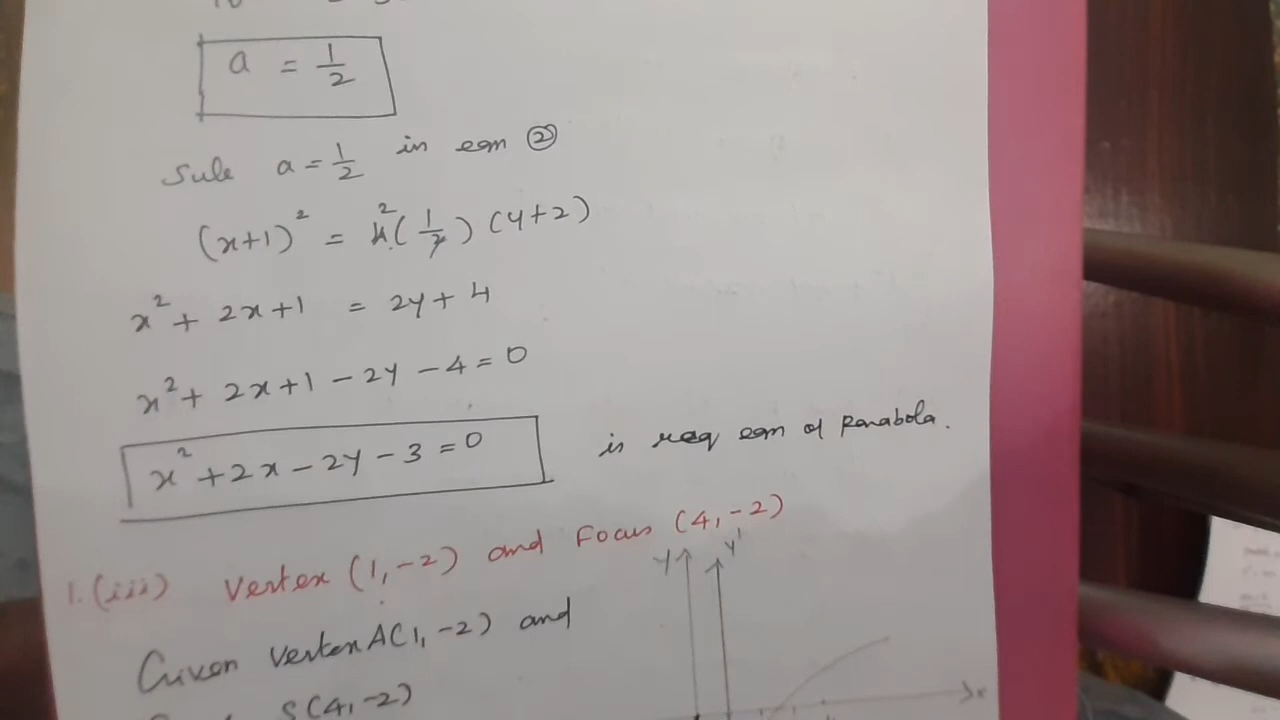 a = 1/2
Sub a = 1/2 in eqn ②
(x+1)² = 4² (1/2) (y+2)
x² + 2x+1 = 2y + 4
x² + 2x+1 - 2y - 4 = 0
x² + 2x - 2y - 3 = 0 is req eqn of Parabola.
1.(iii) Vertex (1,-2) and Focus (4,-2)
y y'
Given Vertex A(1,-2) and
S(4,-2)
x